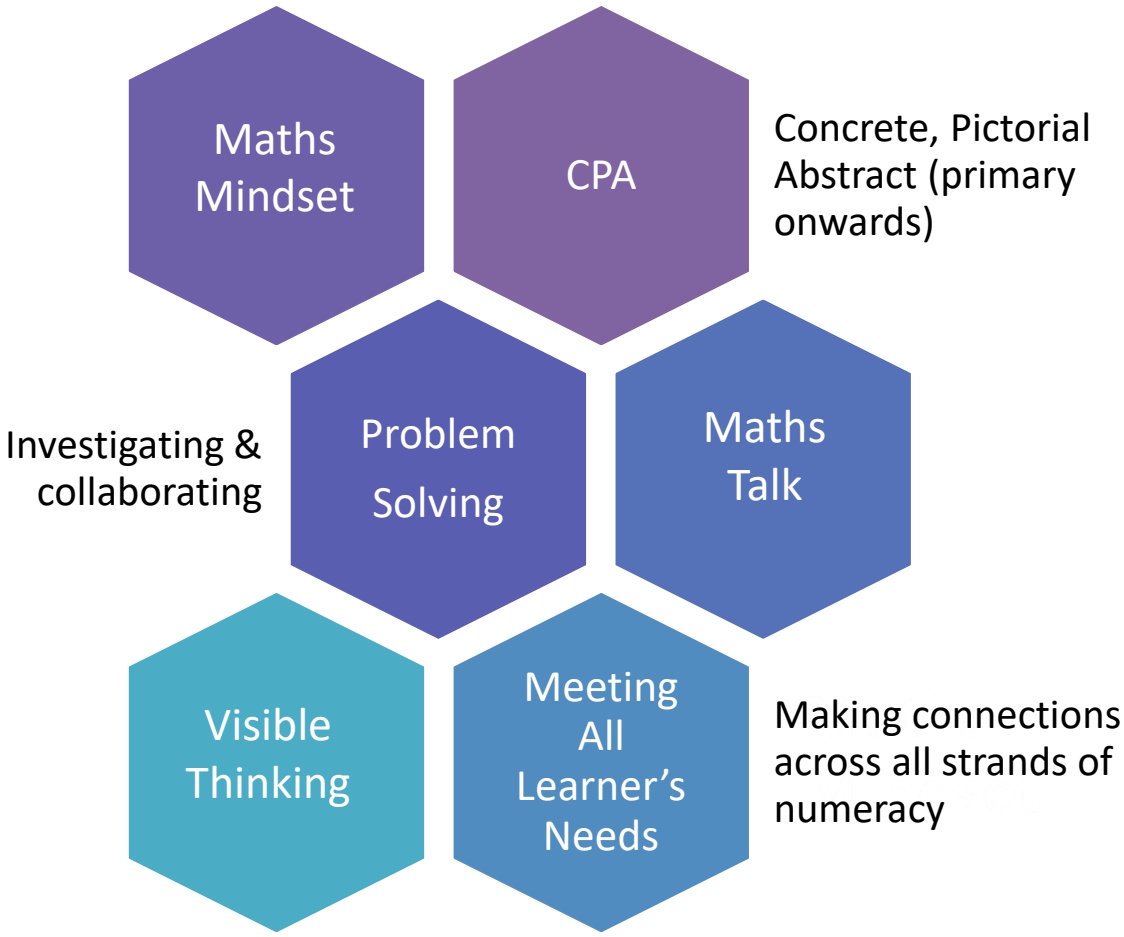 Maths
Mindset
CPA
Concrete, Pictorial
Abstract (primary
onwards)
Investigating &
collaborating
Problem
Solving
Maths
Talk
Visible
Thinking
Meeting
All
Learner’s
Needs
Making connections
across all strands of
numeracy